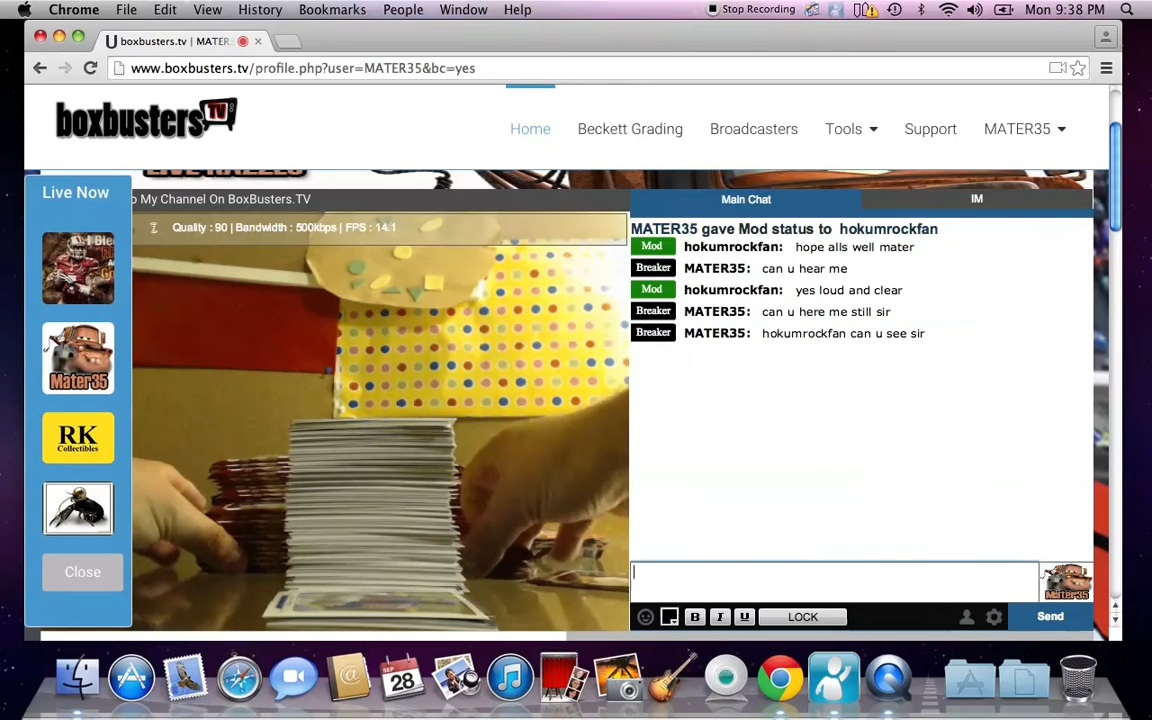 Chrome File Edit View History Bookmarks People Window Help Stop Recording Mon 9:38 PM
boxbusters.tv | MATER
www.boxbusters.tv/profile.php?user=MATER35&bc=yes
boxbusters TV
Home Beckett Grading Broadcasters Tools Support MATER35
LIVE RAZZLES
Live Now
My Channel On BoxBusters.TV
Main Chat IM
Quality : 90 | Bandwidth : 500kbps | FPS : 14.1
MATER35 gave Mod status to hokumrockfan
Mod hokumrockfan: hope alls well mater
Breaker MATER35: can u hear me
Mod hokumrockfan: yes loud and clear
Breaker MATER35: can u here me still sir
Breaker MATER35: hokumrockfan can u see sir
Mater35
RK
Collectibles
Close
Mater35
B I U LOCK Send
SEP
28